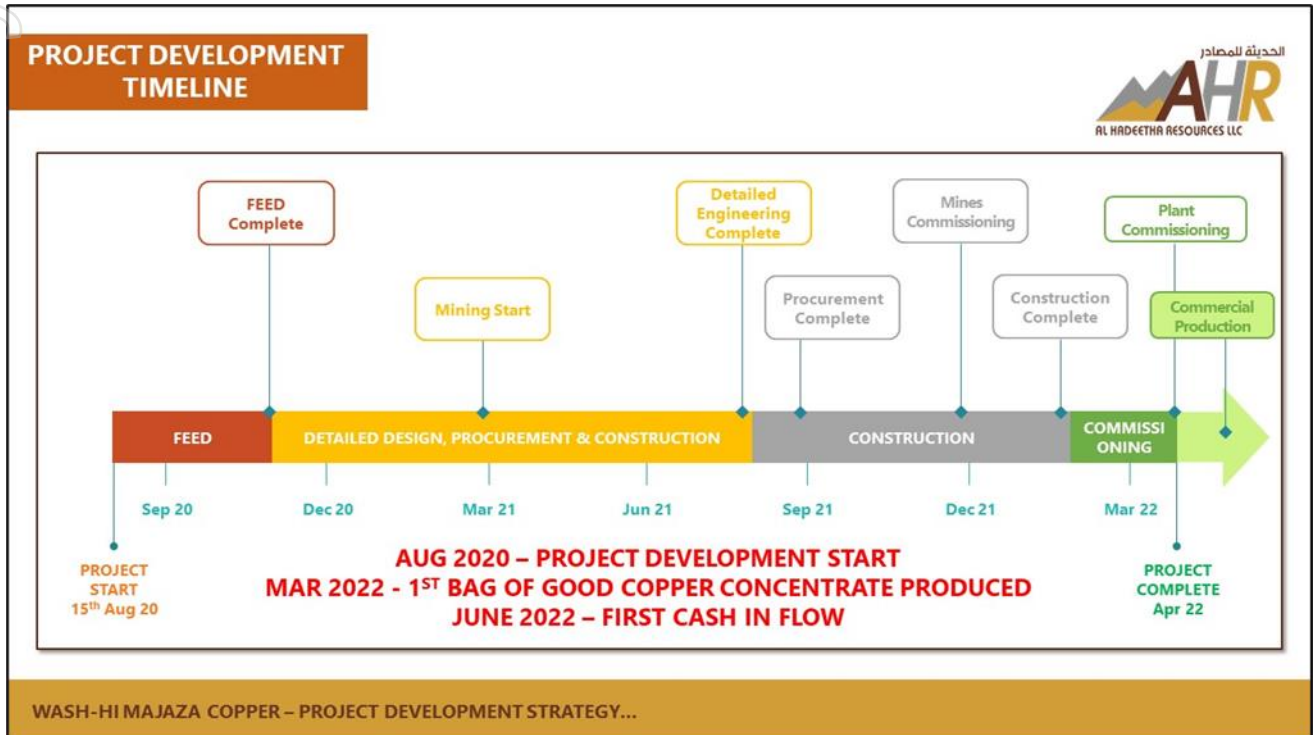 PROJECT DEVELOPMENT
TIMELINE
الحديثة للمصادر
AHR
AL HADEETHA RESOURCES LLC
FEED
Complete
Mining Start
Detailed
Engineering
Complete
Procurement
Complete
Mines
Commissioning
Construction
Complete
Plant
Commissioning
Commercial
Production
FEED
DETAILED DESIGN, PROCUREMENT & CONSTRUCTION
CONSTRUCTION
COMMISSI
ONING
Sep 20
Dec 20
Mar 21
Jun 21
Sep 21
Dec 21
Mar 22
PROJECT
START
15th Aug 20
AUG 2020 – PROJECT DEVELOPMENT START
MAR 2022 - 1ST BAG OF GOOD COPPER CONCENTRATE PRODUCED
JUNE 2022 – FIRST CASH IN FLOW
PROJECT
COMPLETE
Apr 22
WASH-HI MAJAZA COPPER – PROJECT DEVELOPMENT STRATEGY...